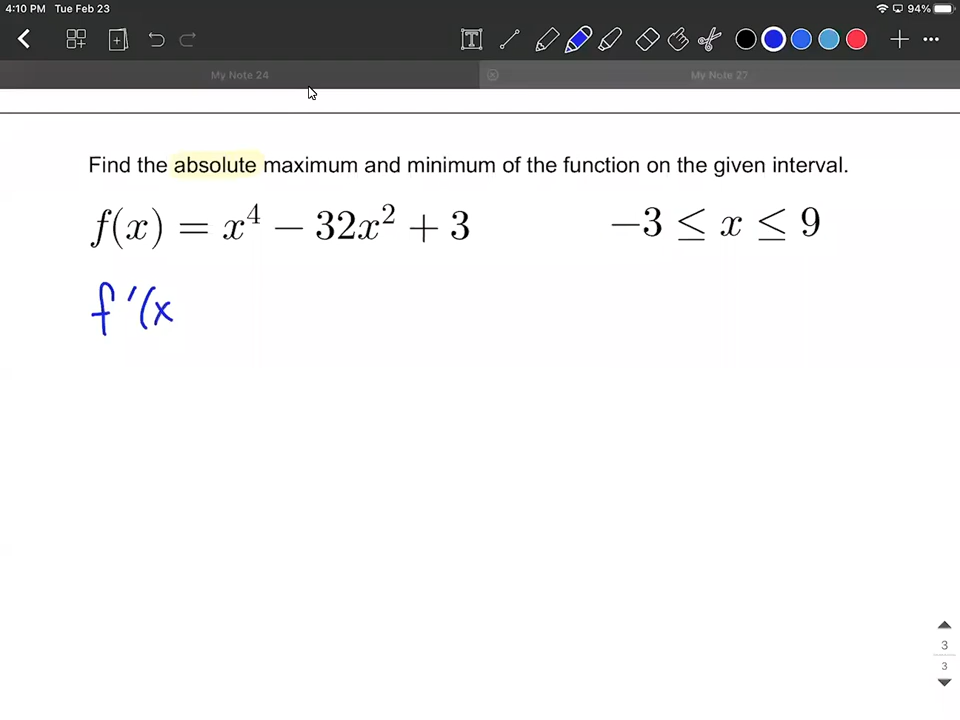 4:10 PM Tue Feb 23 94%
My Note 24 My Note 27
Find the absolute maximum and minimum of the function on the given interval.
f(x) = x⁴ − 32x² + 3 −3 ≤ x ≤ 9
f'(x
3
3